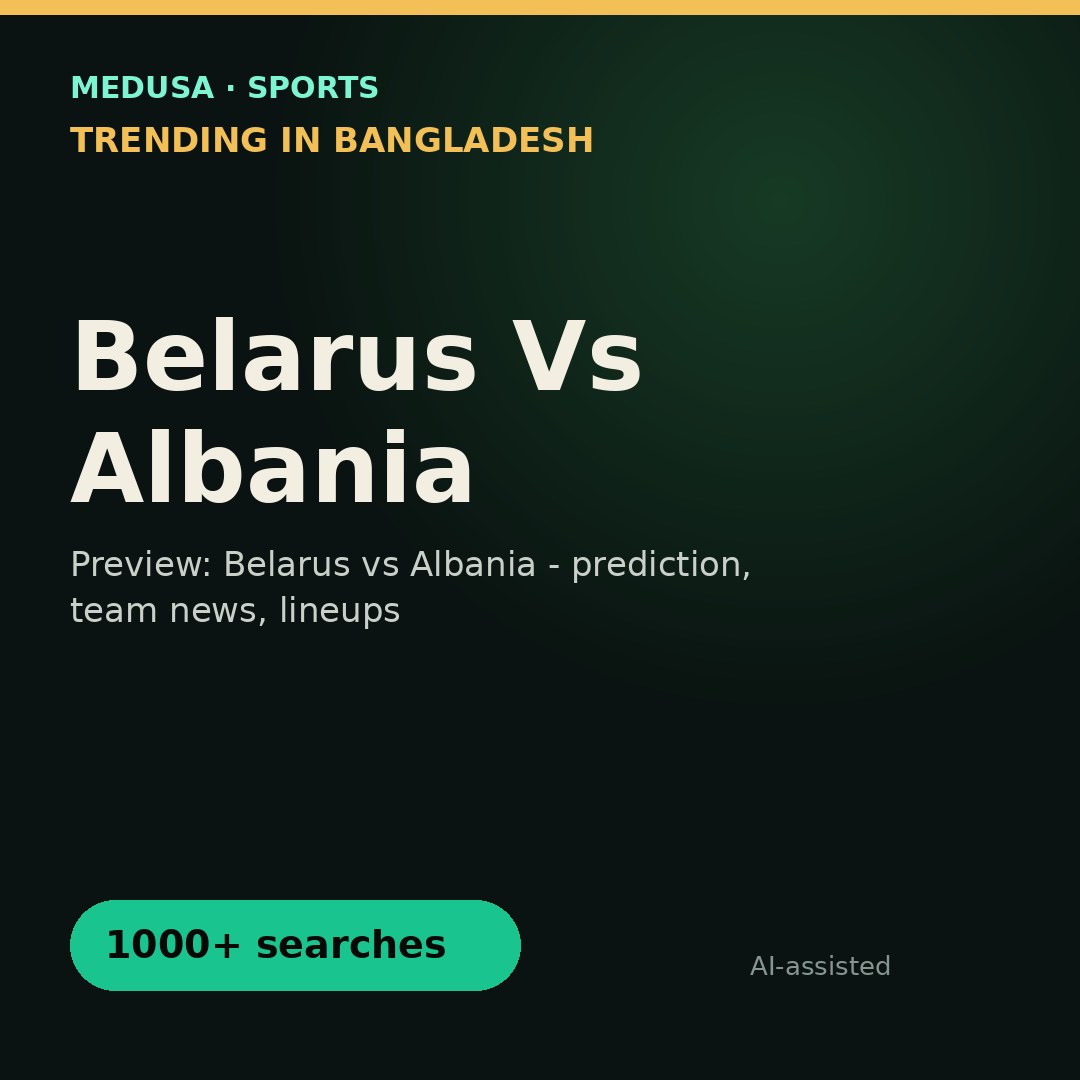 MEDUSA · SPORTS
TRENDING IN BANGLADESH
Belarus Vs
Albania
Preview: Belarus vs Albania - prediction,
team news, lineups
1000+ searches
AI-assisted